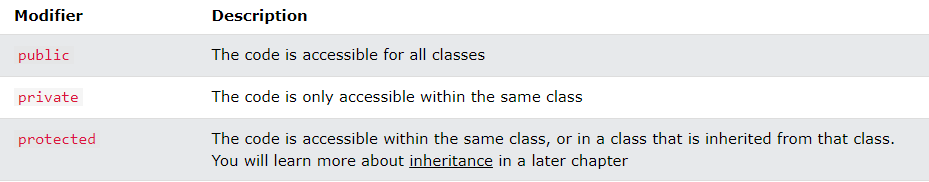 Modifier Description
public The code is accessible for all classes
private The code is only accessible within the same class
protected The code is accessible within the same class, or in a class that is inherited from that class.
You will learn more about inheritance in a later chapter